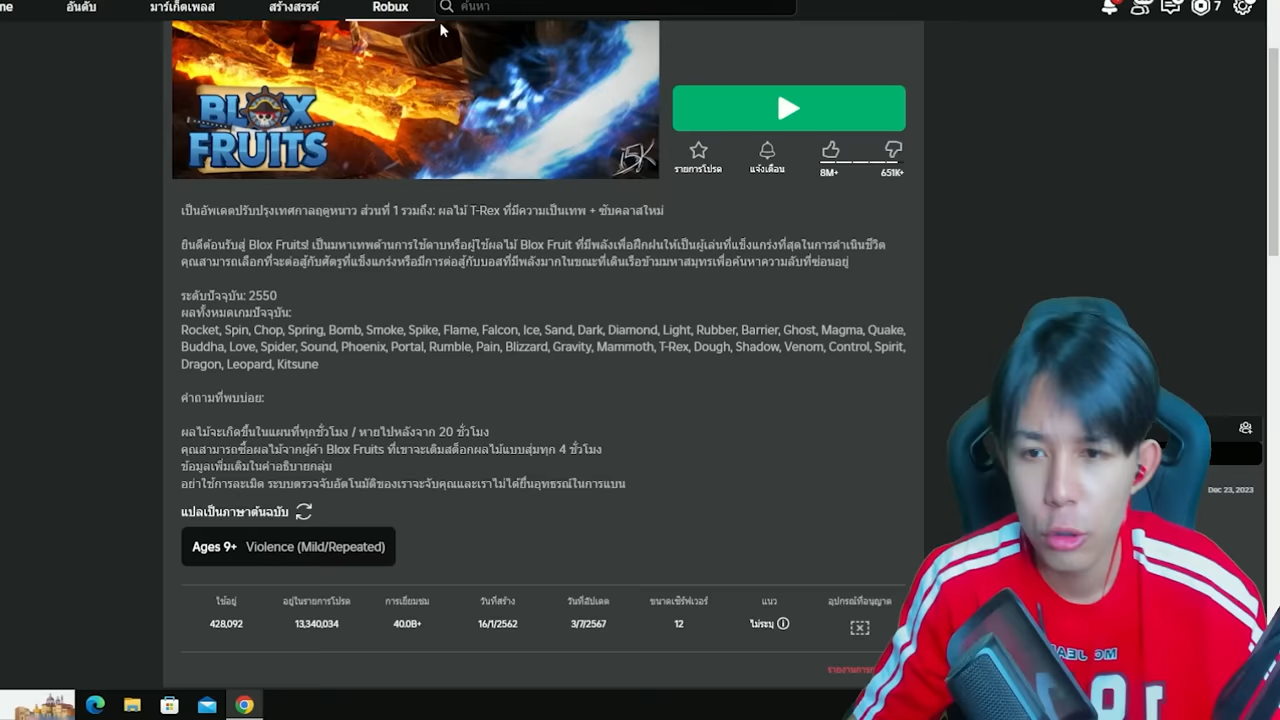 อันดับ มาร์เก็ตเพลส สร้างสรรค์ Robux ค้นหา 7
BLOX
FRUITS
รายการโปรด แจ้งเตือน 8M+ 651K+
เป็นอัพเดตปรับปรุงเทศกาลฤดูหนาว ส่วนที่ 1 รวมถึง: ผลไม้ T-Rex ที่มีความเป็นเทพ + ซับคลาสใหม่
ยินดีต้อนรับสู่ Blox Fruits! เป็นมหาเทพด้านการใช้ดาบหรือผู้ใช้ผลไม้ Blox Fruit ที่มีพลังเพื่อฝึกฝนให้เป็นผู้เล่นที่แข็งแกร่งที่สุดในการดำเนินชีวิต
คุณสามารถเลือกที่จะต่อสู้กับศัตรูที่แข็งแกร่งหรือมีการต่อสู้กับบอสที่มีพลังมากในขณะที่เดินเรือข้ามมหาสมุทรเพื่อค้นหาความลับที่ซ่อนอยู่
ระดับปัจจุบัน: 2550
ผลทั้งหมดเกมปัจจุบัน:
Rocket, Spin, Chop, Spring, Bomb, Smoke, Spike, Flame, Falcon, Ice, Sand, Dark, Diamond, Light, Rubber, Barrier, Ghost, Magma, Quake,
Buddha, Love, Spider, Sound, Phoenix, Portal, Rumble, Pain, Blizzard, Gravity, Mammoth, T-Rex, Dough, Shadow, Venom, Control, Spirit,
Dragon, Leopard, Kitsune
คำถามที่พบบ่อย:
ผลไม้จะเกิดขึ้นในแผนที่ทุกชั่วโมง / หายไปหลังจาก 20 ชั่วโมง
คุณสามารถซื้อผลไม้จากผู้ค้า Blox Fruits ที่เขาจะเติมสต็อกผลไม้แบบสุ่มทุก 4 ชั่วโมง
ข้อมูลเพิ่มเติมในคำอธิบายกลุ่ม
อย่าใช้การละเมิด ระบบตรวจจับอัตโนมัติของเราจะจับคุณและเราไม่ได้ยื่นอุทธรณ์ในการแบน
Dec 23, 2023
แปลเป็นภาษาต้นฉบับ
Ages 9+ Violence (Mild/Repeated)
ใช้อยู่ อยู่ในรายการโปรด การเยี่ยมชม วันที่สร้าง วันที่อัปเดต ขนาดเซิร์ฟเวอร์ แนว อุปกรณ์ที่อนุญาต
428,092 13,340,034 40.0B+ 16/1/2562 3/7/2567 12 ไม่ระบุ